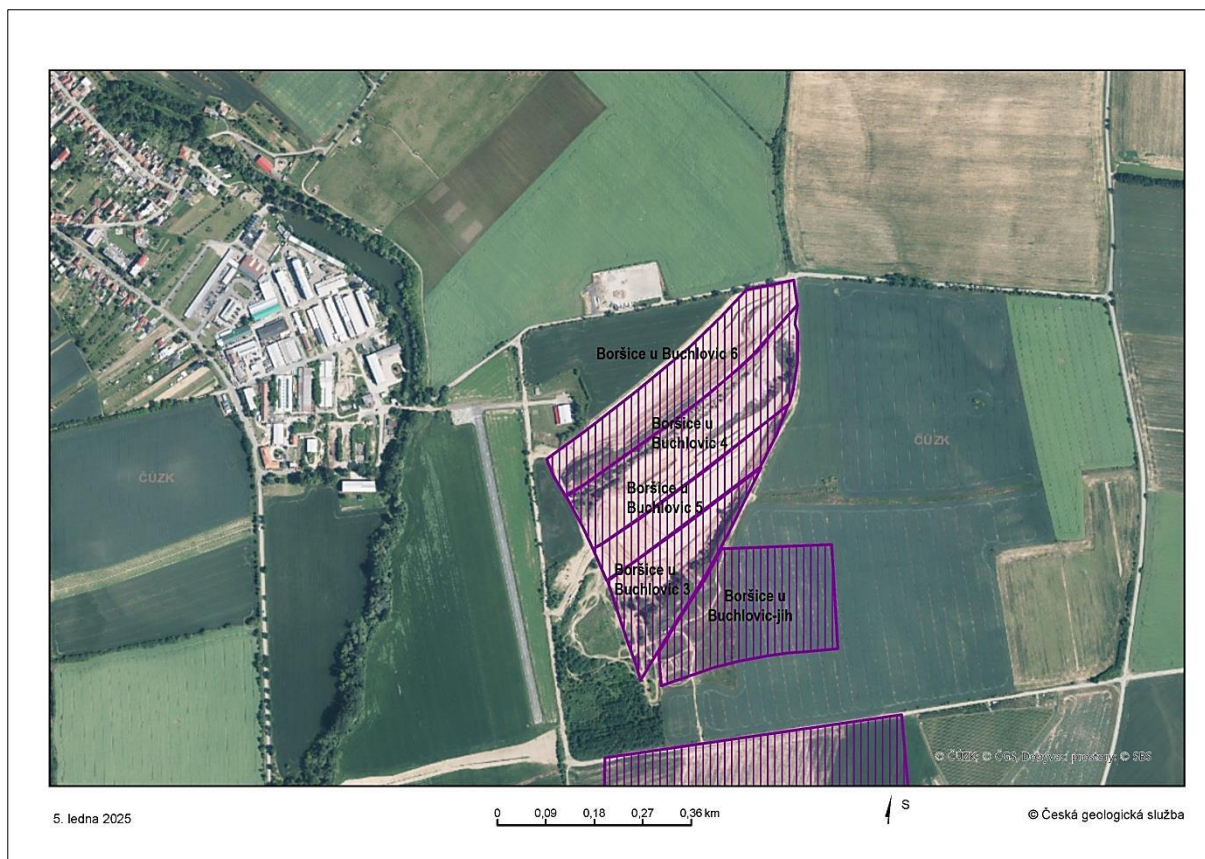 Boršice u Buchlovic 6
Boršice u
Buchlovic 4
ČÚZK
ČÚZK
Boršice u
Buchlovic 5
Boršice u
Buchlovic 3
Boršice u
Buchlovic-jih
© ČÚZK; © ČGS, Dobývací prostory: © SBS
5. ledna 2025
0 0,09 0,18 0,27 0,36 km
S
© Česká geologická služba